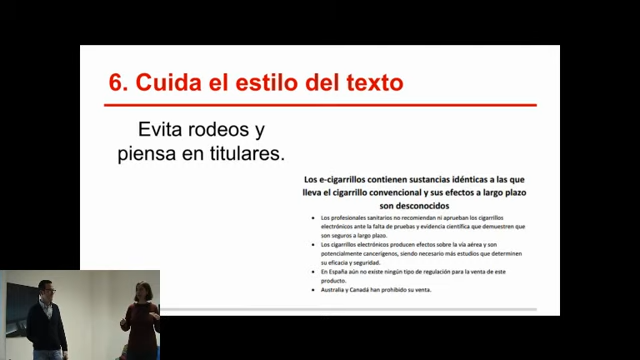 6. Cuida el estilo del texto
Evita rodeos y
piensa en titulares.
Los e-cigarrillos contienen sustancias idénticas a las que
lleva el cigarrillo convencional y sus efectos a largo plazo
son desconocidos
• Los profesionales sanitarios no recomiendan ni aprueban los cigarrillos
electrónicos ante la falta de pruebas y evidencia científica que demuestren que
son seguros a largo plazo.
• Los cigarrillos electrónicos producen efectos sobre la vía aérea y son
potencialmente cancerígenos, siendo necesario más estudios que determinen
su eficacia y seguridad.
• En España aún no existe ningún tipo de regulación para la venta de este
producto.
• Australia y Canadá han prohibido su venta.